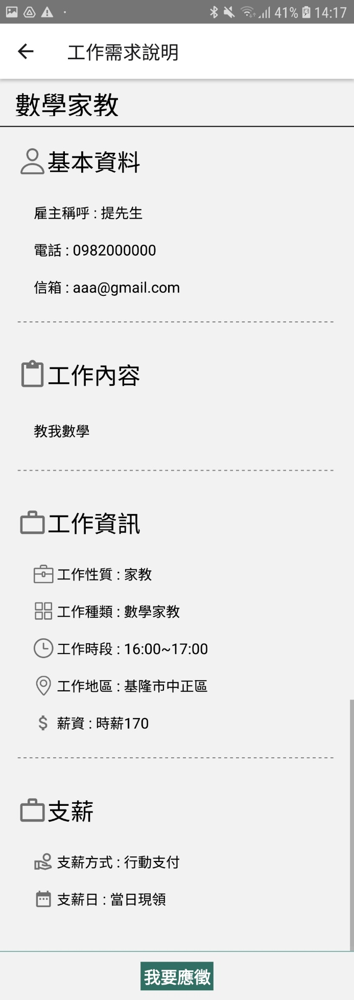 41% 14:17
工作需求說明
數學家教
基本資料
雇主稱呼 : 提先生
電話 : 0982000000
信箱 : aaa@gmail.com
工作內容
教我數學
工作資訊
工作性質 : 家教
工作種類 : 數學家教
工作時段 : 16:00~17:00
工作地區 : 基隆市中正區
薪資 : 時薪170
支薪
支薪方式 : 行動支付
支薪日 : 當日現領
我要應徵